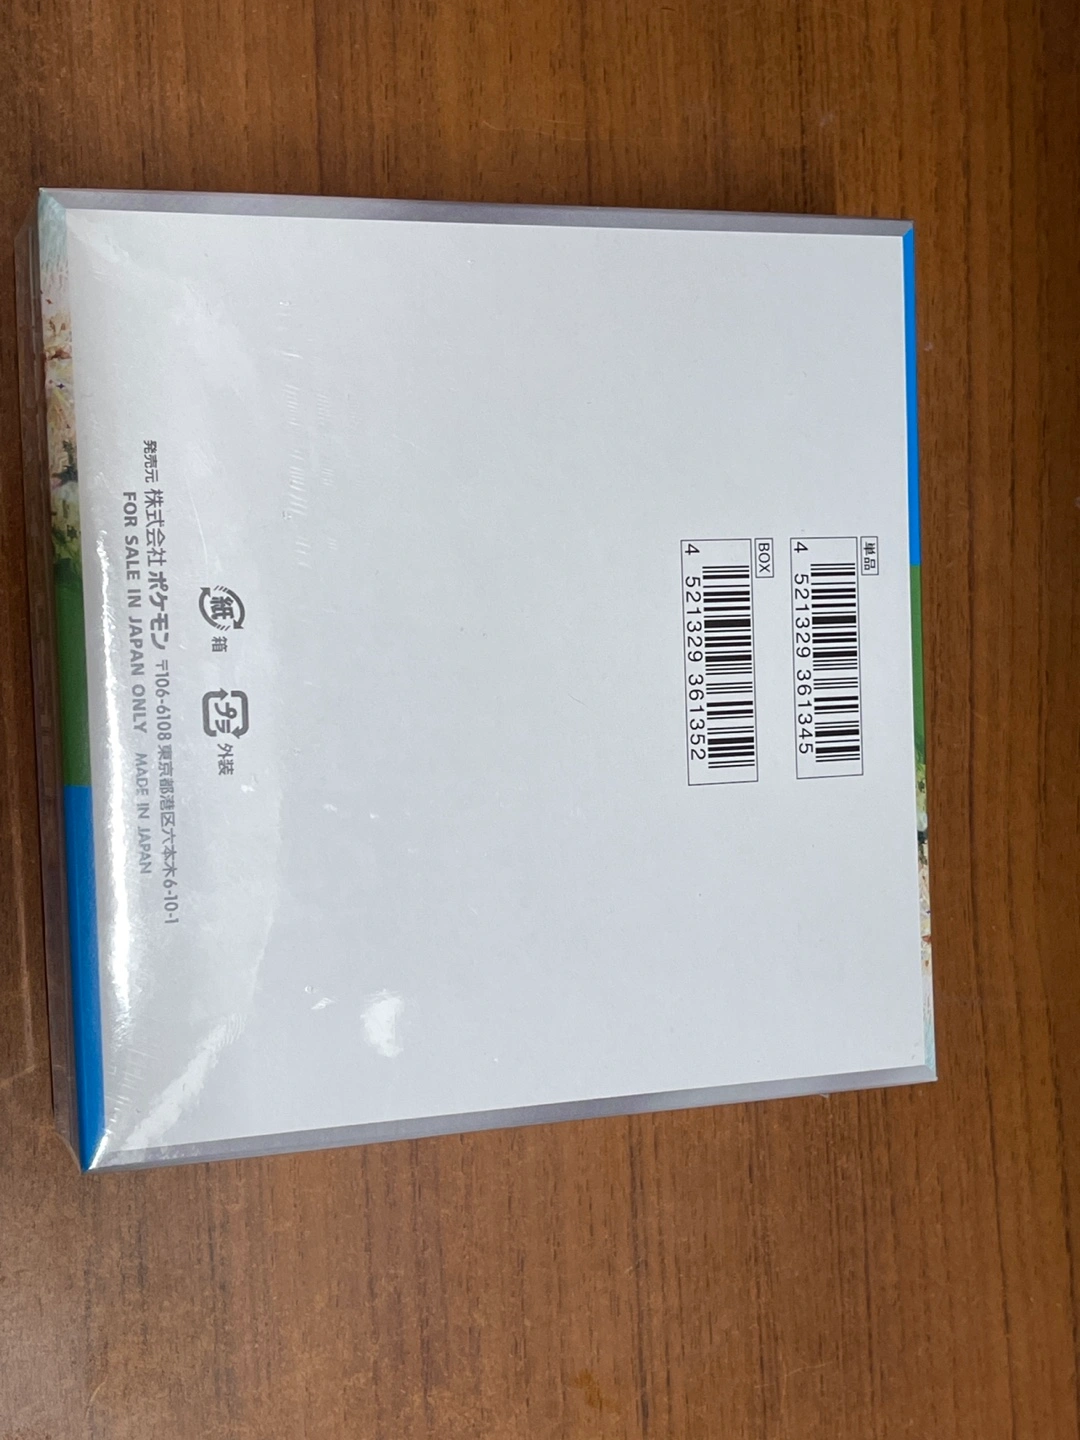 単品
4 521329 361345
BOX
4 521329 361352
紙 箱
プラ 外装
発売元 株式会社 ポケモン 〒106-6108 東京都港区六本木6-10-1
FOR SALE IN JAPAN ONLY MADE IN JAPAN